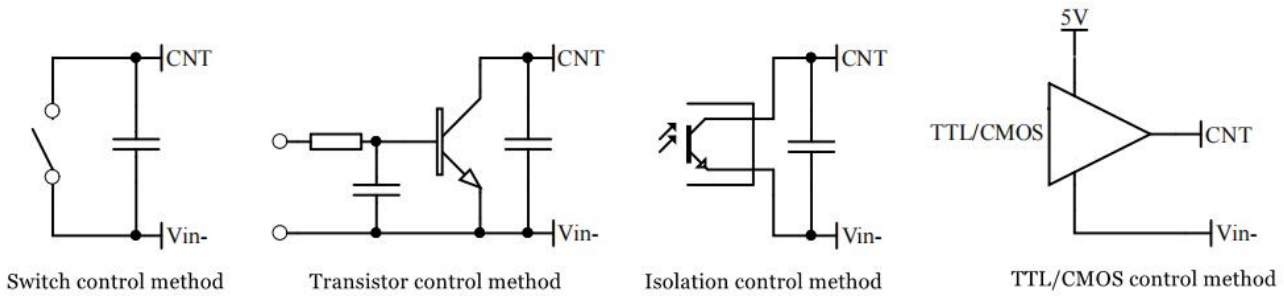 CNT
Vin-
Switch control method
CNT
Vin-
Transistor control method
CNT
Vin-
Isolation control method
5V
TTL/CMOS
CNT
Vin-
TTL/CMOS control method